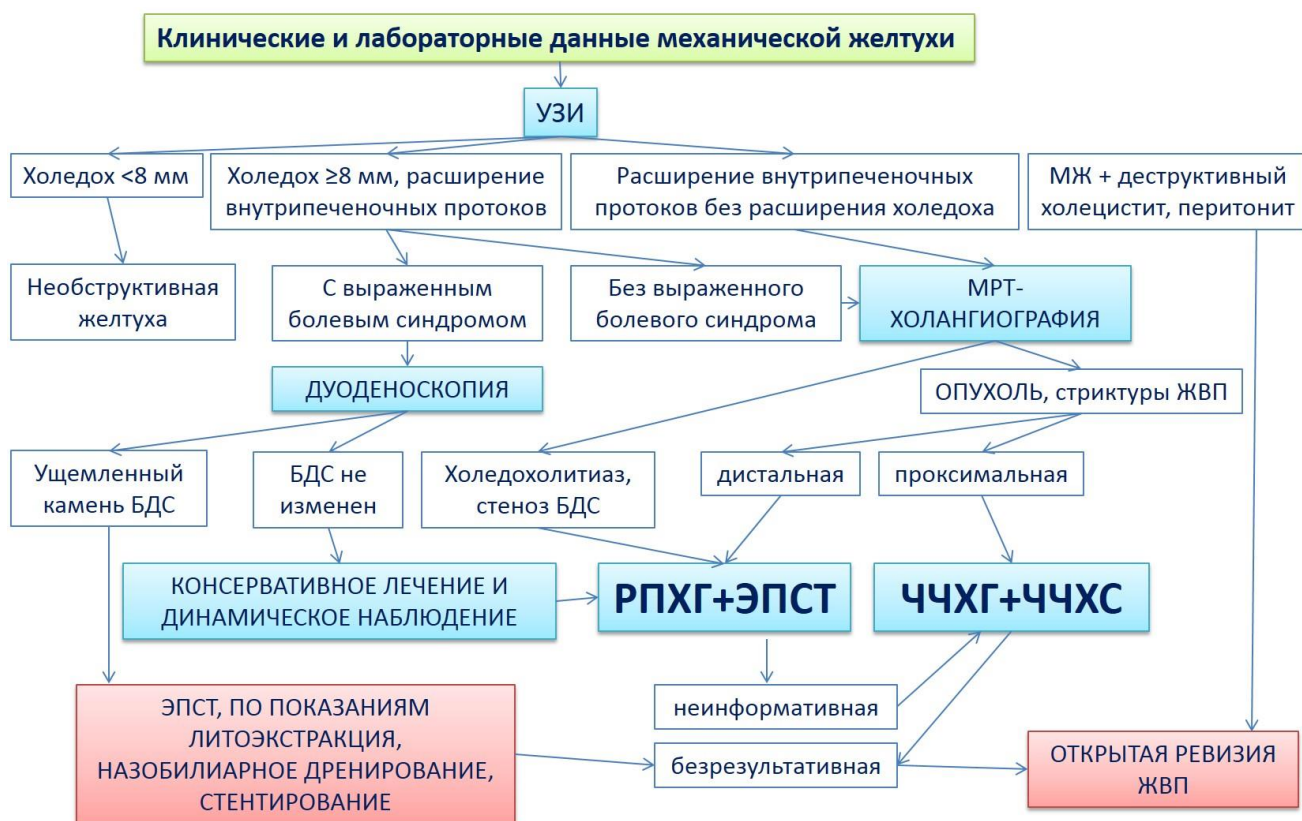 Клинические и лабораторные данные механической желтухи
УЗИ
Холедох <8 мм
Холедох ≥8 мм, расширение
внутрипеченочных протоков
Расширение внутрипеченочных
протоков без расширения холедоха
МЖ + деструктивный
холецистит, перитонит
Необструктивная
желтуха
С выраженным
болевым синдромом
Без выраженного
болевого синдрома
МРТ-
ХОЛАНГИОГРАФИЯ
ДУОДЕНОСКОПИЯ
ОПУХОЛЬ, стриктуры ЖВП
Ущемленный
камень БДС
БДС не
изменен
Холедохолитиаз,
стеноз БДС
дистальная
проксимальная
КОНСЕРВАТИВНОЕ ЛЕЧЕНИЕ И
ДИНАМИЧЕСКОЕ НАБЛЮДЕНИЕ
РПХГ+ЭПСТ
ЧЧХГ+ЧЧХС
ЭПСТ, ПО ПОКАЗАНИЯМ
ЛИТОЭКСТРАКЦИЯ,
НАЗОБИЛИАРНОЕ ДРЕНИРОВАНИЕ,
СТЕНТИРОВАНИЕ
неинформативная
безрезультативная
ОТКРЫТАЯ РЕВИЗИЯ
ЖВП